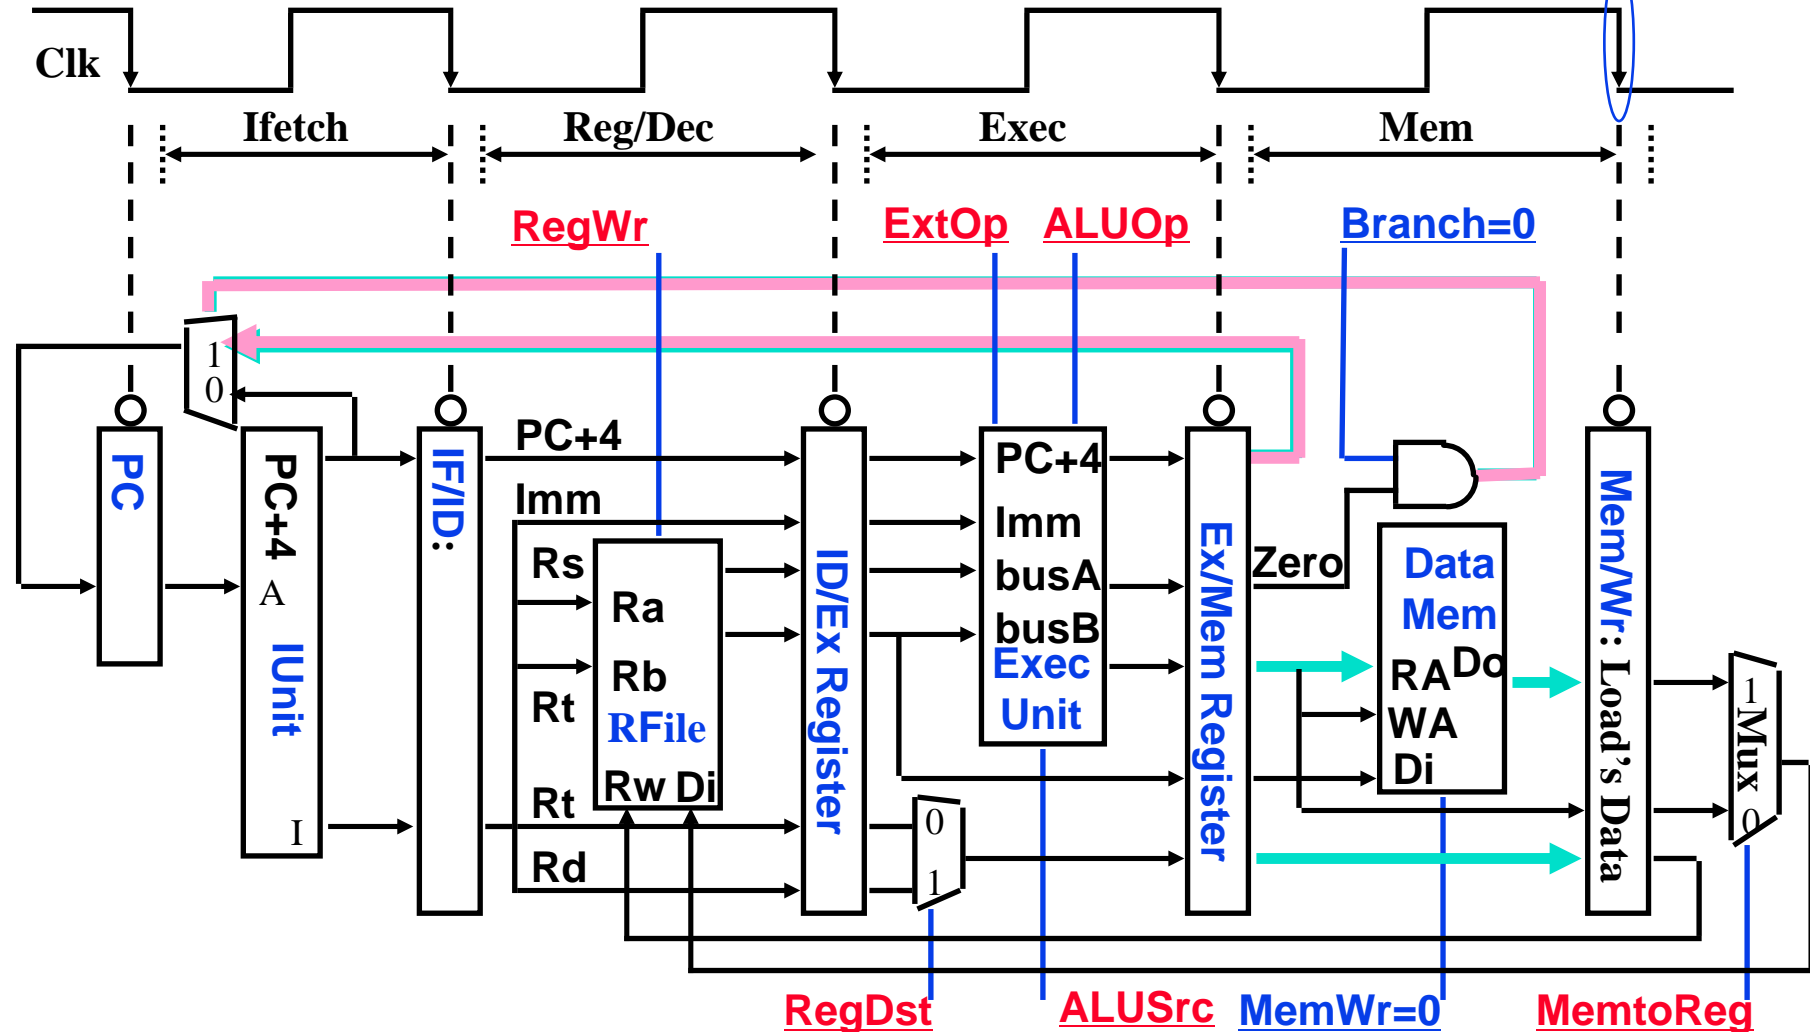 Clk
Ifetch
Reg/Dec
Exec
Mem
RegWr
ExtOp
ALUOp
Branch=0
1
0
PC
PC+4
A
IUnit
I
IF/ID:
PC+4
Imm
Rs
Ra
Rb
Rt
RFile
Rw Di
Rt
Rd
ID/Ex Register
0
1
PC+4
Imm
busA
busB
Exec
Unit
Ex/Mem Register
Zero
Data
Mem
RA Do
WA
Di
Mem/Wr: Load's Data
1
Mux
0
RegDst
ALUSrc
MemWr=0
MemtoReg